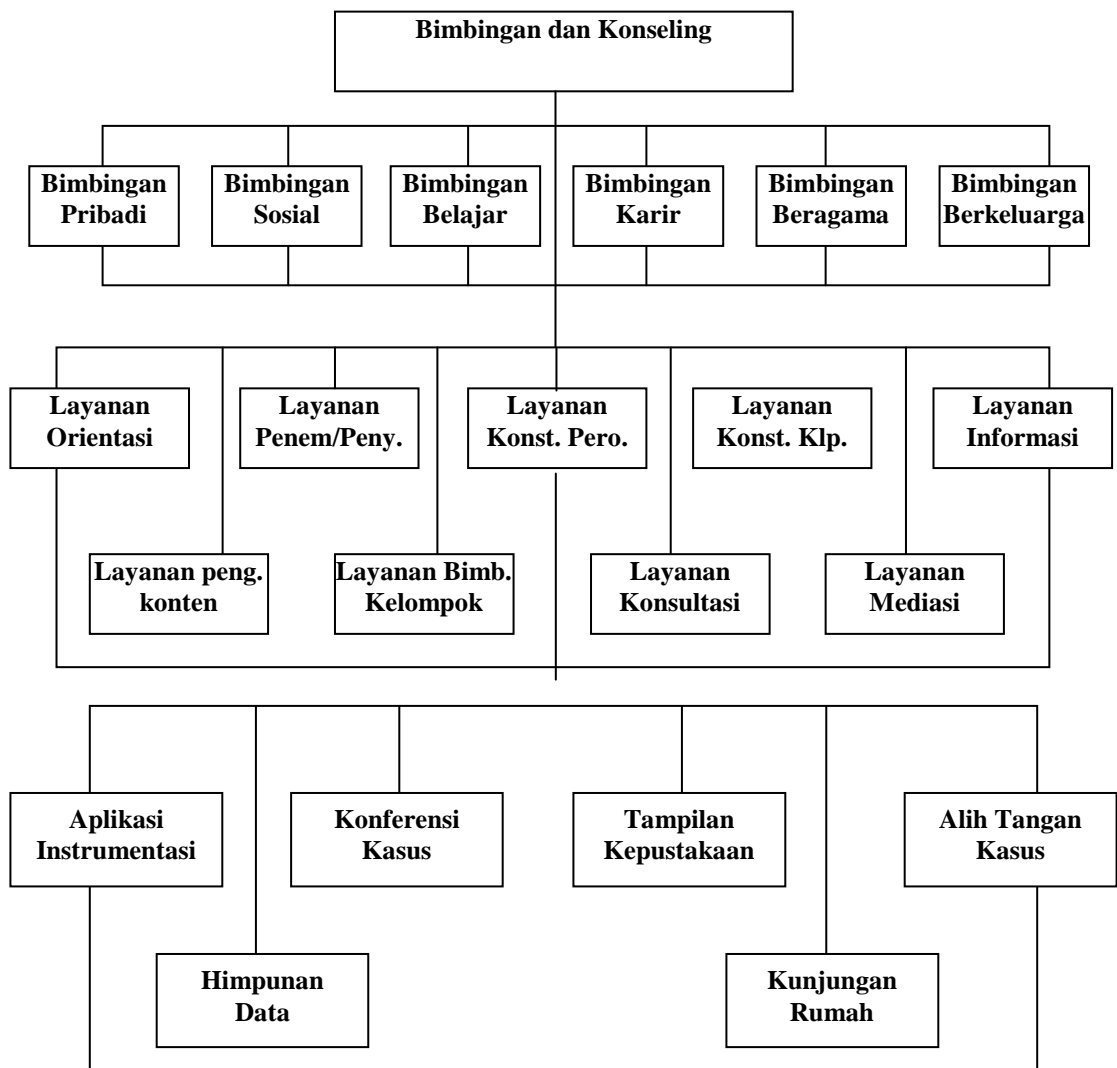 Bimbingan dan Konseling
Bimbingan
Pribadi
Bimbingan
Sosial
Bimbingan
Belajar
Bimbingan
Karir
Bimbingan
Beragama
Bimbingan
Berkeluarga
Layanan
Orientasi
Layanan
Penem/Peny.
Layanan
Konst. Pero.
Layanan
Konst. Klp.
Layanan
Informasi
Layanan peng.
konten
Layanan Bimb.
Kelompok
Layanan
Konsultasi
Layanan
Mediasi
Aplikasi
Instrumentasi
Konferensi
Kasus
Tampilan
Kepustakaan
Alih Tangan
Kasus
Himpunan
Data
Kunjungan
Rumah